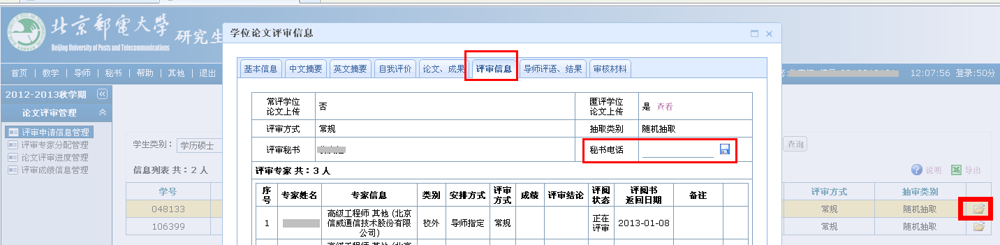 北京郵電大學
Beijing University of Posts and Telecommunications
研究生
学位论文评审信息
首页 | 教学 | 导师 | 秘书 | 帮助 | 其他 | 退出
12:07:56 登录:50分
2012-2013秋学期
论文评审管理
评审申请信息管理
评审专家分配管理
论文评审进度管理
评审成绩信息管理
学生类别: 学历硕士
查询
信息列表 共:2 人
说明 导出
学号 评审方式 抽审类别
048133 常规 随机抽取
106399 常规 随机抽取
基本信息 中文摘要 英文摘要 自我评价 论文、成果 评审信息 导师评语、结果 审核材料
常评学位
论文上传
否
匿评学位
论文上传
是 查看
评审方式 常规 抽取类别 随机抽取
评审秘书 秘书电话
评审专家 共:3 人
序号 专家姓名 专家信息 类别 安排方式 评审方式 成绩 评审结论 评阅状态 评阅书返回日期 备注
1 高级工程师 其他 (北京信威通信技术股份有限公司) 校外 导师指定 常规 正在评审 2013-01-08
高级工程师 其他 (北京